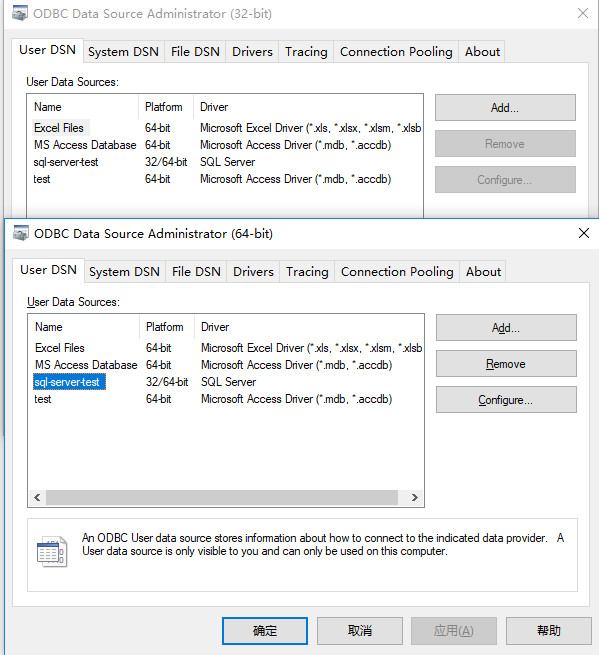 ODBC Data Source Administrator (32-bit)
User DSN System DSN File DSN Drivers Tracing Connection Pooling About
User Data Sources:
Name Platform Driver Add...
Excel Files 64-bit Microsoft Excel Driver (*.xls, *.xlsx, *.xlsm, *.xlsb
MS Access Database 64-bit Microsoft Access Driver (*.mdb, *.accdb) Remove
sql-server-test 32/64-bit SQL Server
test 64-bit Microsoft Access Driver (*.mdb, *.accdb) Configure...
ODBC Data Source Administrator (64-bit)
User DSN System DSN File DSN Drivers Tracing Connection Pooling About
User Data Sources:
Name Platform Driver Add...
Excel Files 64-bit Microsoft Excel Driver (*.xls, *.xlsx, *.xlsm, *.xlsb
MS Access Database 64-bit Microsoft Access Driver (*.mdb, *.accdb) Remove
sql-server-test 32/64-bit SQL Server
test 64-bit Microsoft Access Driver (*.mdb, *.accdb) Configure...
An ODBC User data source stores information about how to connect to the indicated data provider. A
User data source is only visible to you and can only be used on this computer.
确定 取消 应用(A) 帮助